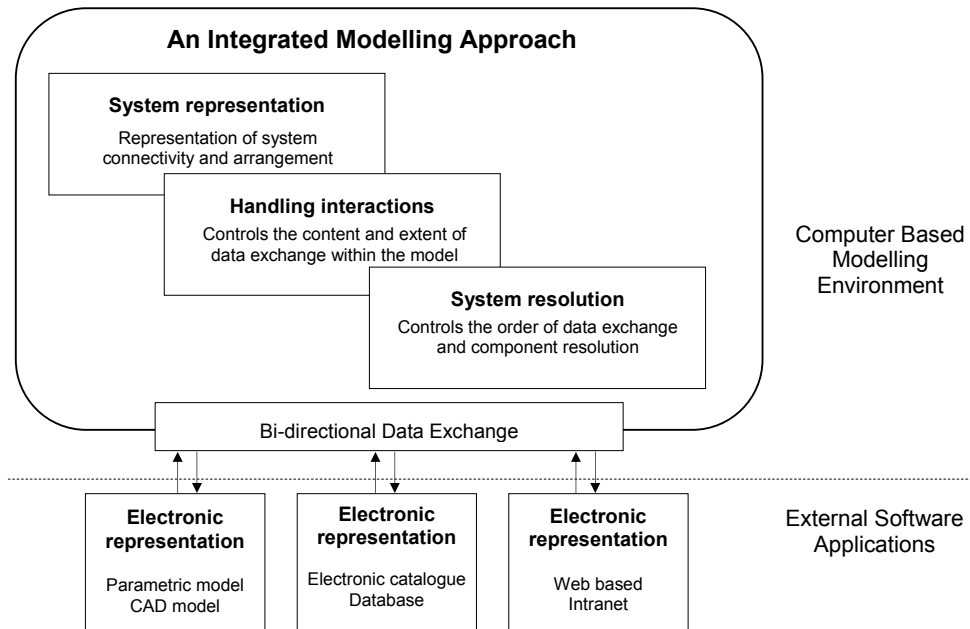 An Integrated Modelling Approach
System representation
Representation of system
connectivity and arrangement
Handling interactions
Controls the content and extent of
data exchange within the model
System resolution
Controls the order of data exchange
and component resolution
Computer Based
Modelling
Environment
Bi-directional Data Exchange
Electronic
representation
Parametric model
CAD model
Electronic
representation
Electronic catalogue
Database
Electronic
representation
Web based
Intranet
External Software
Applications